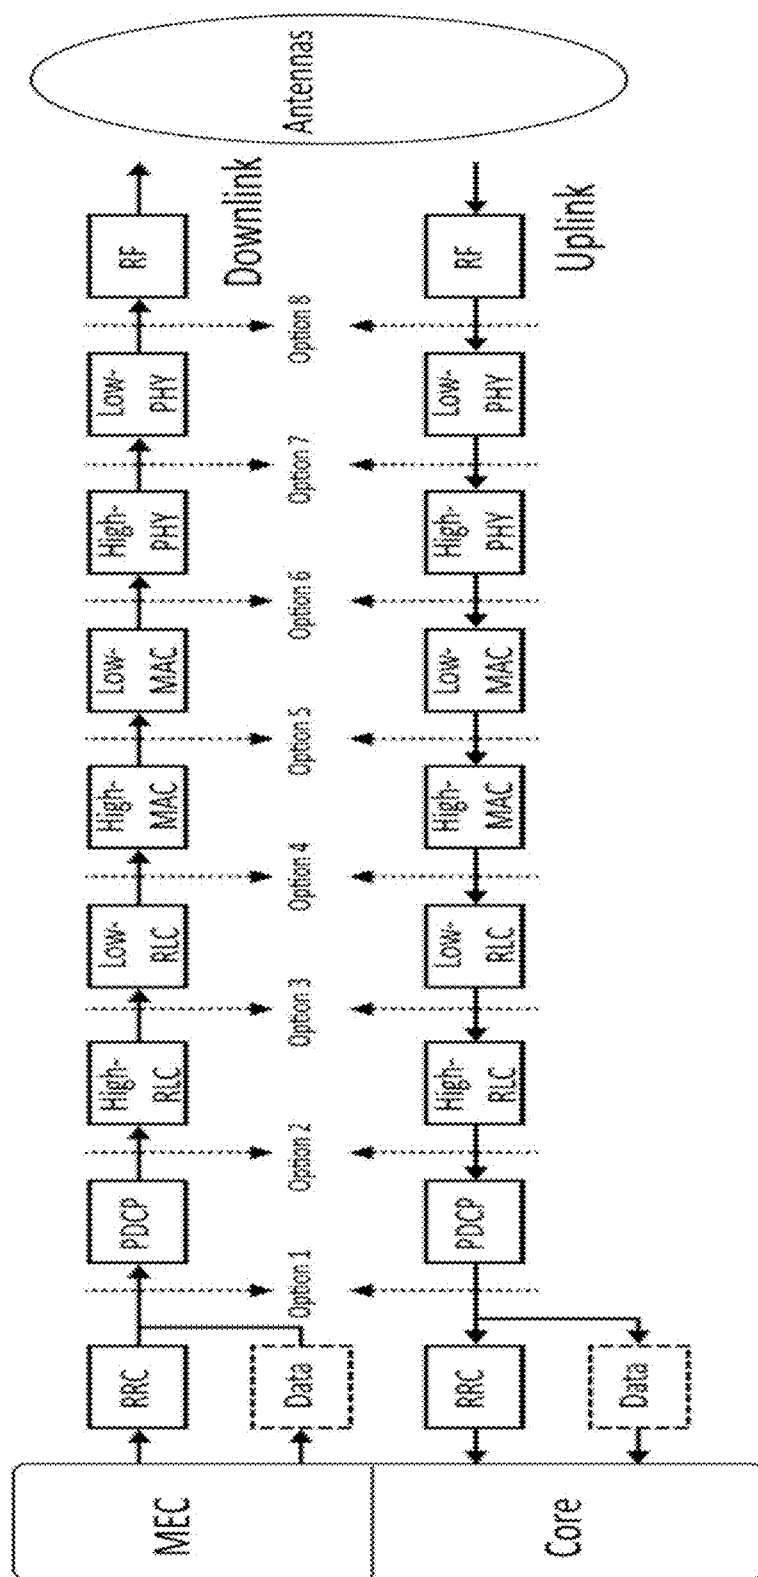 MEC
RRC
PDCP
High-
RLC
Low-
RLC
High-
MAC
Low-
MAC
High-
PHY
Low-
PHY
RF
Data
Downlink
Option 1
Option 2
Option 3
Option 4
Option 5
Option 6
Option 7
Option 8
Antennas
Core
RRC
PDCP
High-
RLC
Low-
RLC
High-
MAC
Low-
MAC
High-
PHY
Low-
PHY
RF
Data
Uplink